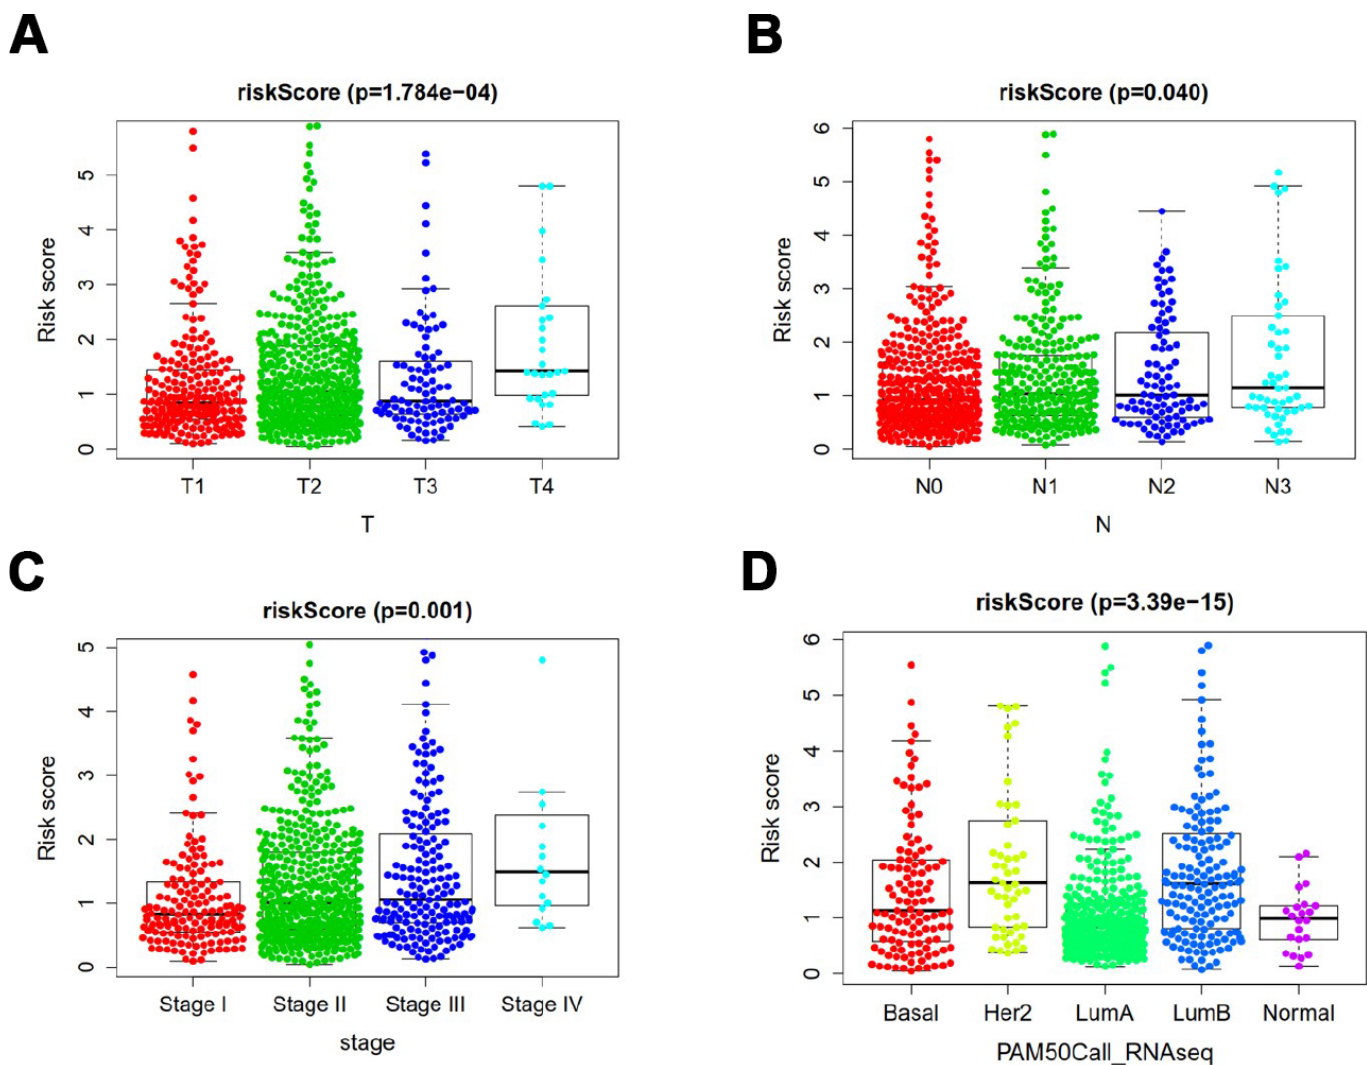 A
riskScore (p=1.784e−04)
Risk score
5
4
3
2
1
0
T1 T2 T3 T4
T
B
riskScore (p=0.040)
Risk score
6
5
4
3
2
1
0
N0 N1 N2 N3
N
C
riskScore (p=0.001)
Risk score
5
4
3
2
1
0
Stage I Stage II Stage III Stage IV
stage
D
riskScore (p=3.39e−15)
Risk score
6
5
4
3
2
1
0
Basal Her2 LumA LumB Normal
PAM50Call_RNAseq